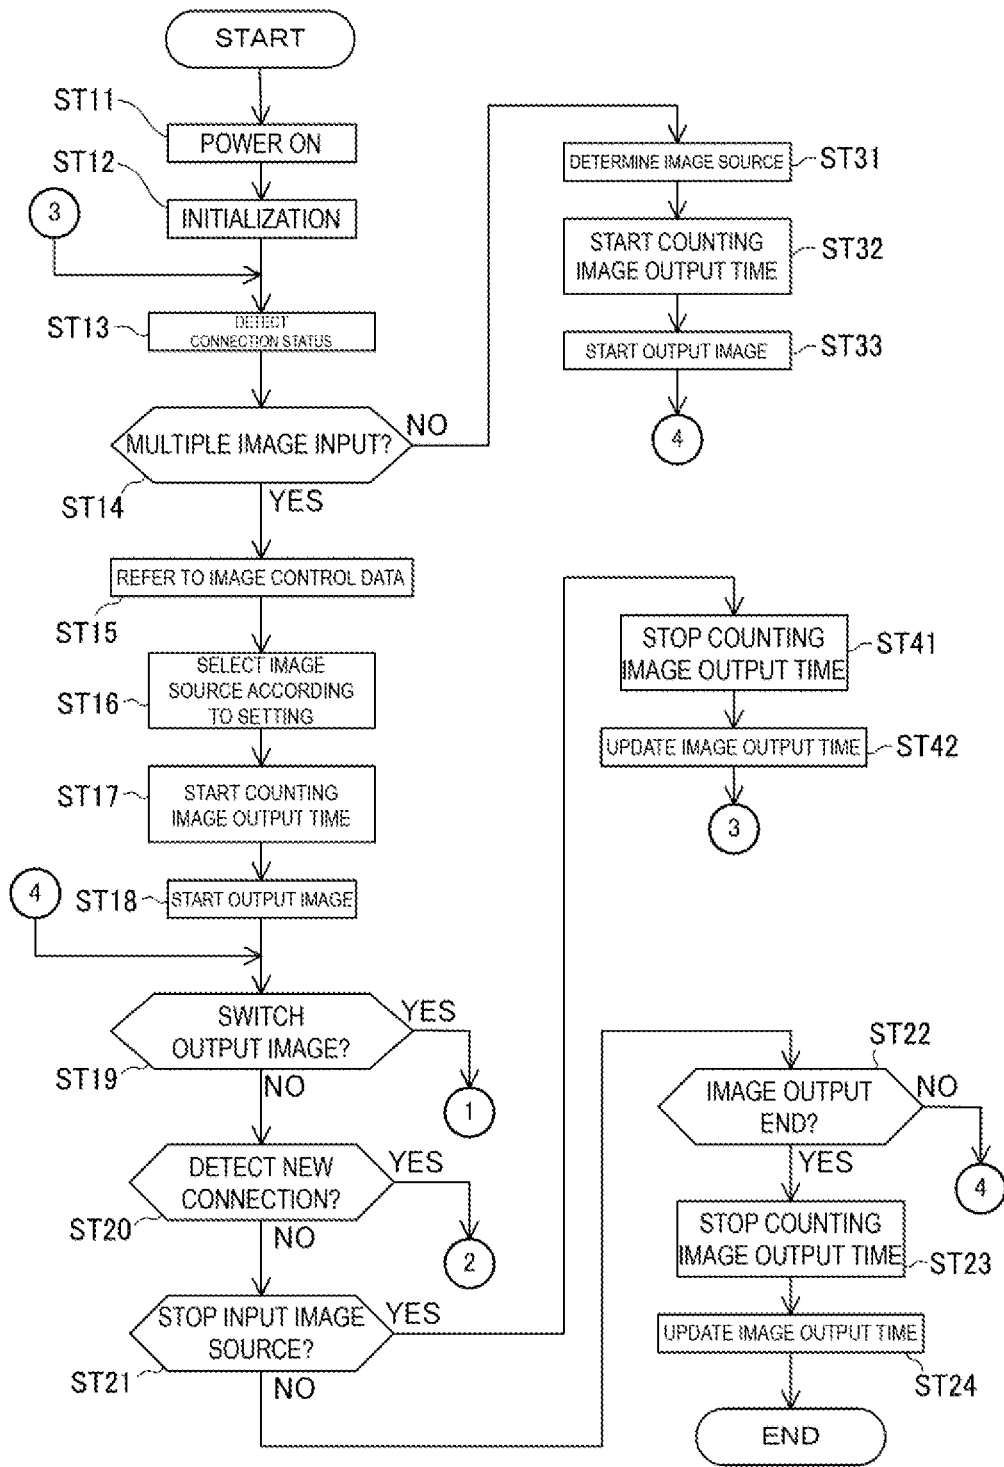 START
ST11
POWER ON
ST12
INITIALIZATION
3
ST13
DETECT
CONNECTION STATUS
MULTIPLE IMAGE INPUT?
NO
ST14
YES
REFER TO IMAGE CONTROL DATA
ST15
SELECT IMAGE
SOURCE ACCORDING
TO SETTING
ST16
ST17
START COUNTING
IMAGE OUTPUT TIME
4
ST18
START OUTPUT IMAGE
SWITCH
OUTPUT IMAGE?
YES
ST19
NO
1
DETECT NEW
CONNECTION?
YES
ST20
NO
2
STOP INPUT IMAGE
SOURCE?
YES
ST21
NO
DETERMINE IMAGE SOURCE
ST31
START COUNTING
IMAGE OUTPUT TIME
ST32
START OUTPUT IMAGE
ST33
4
STOP COUNTING
IMAGE OUTPUT TIME
ST41
UPDATE IMAGE OUTPUT TIME
ST42
3
ST22
IMAGE OUTPUT
END?
NO
YES
4
STOP COUNTING
IMAGE OUTPUT TIME
ST23
UPDATE IMAGE OUTPUT TIME
ST24
END